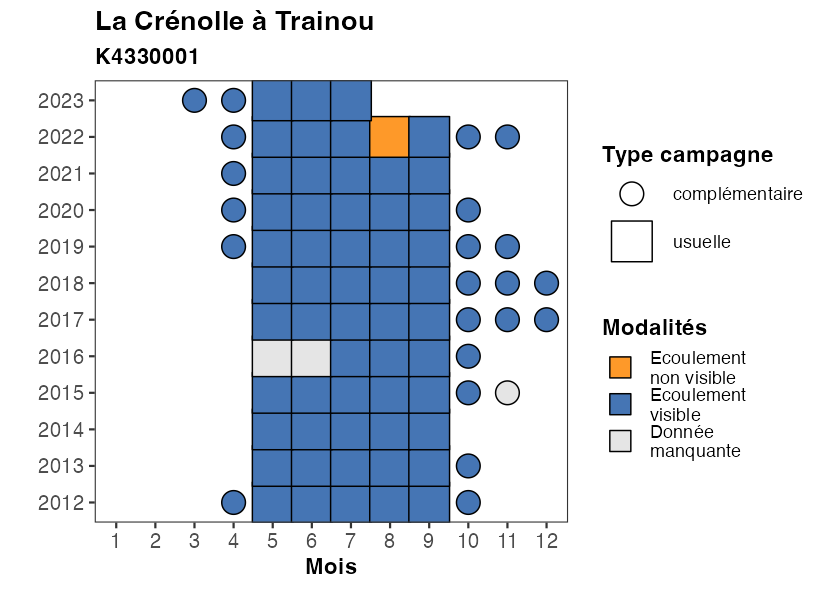 La Crénolle à Trainou
K4330001
2023
2022
2021
2020
2019
2018
2017
2016
2015
2014
2013
2012
1 2 3 4 5 6 7 8 9 10 11 12
Mois
Type campagne
complémentaire
usuelle
Modalités
Ecoulement
non visible
Ecoulement
visible
Donnée
manquante